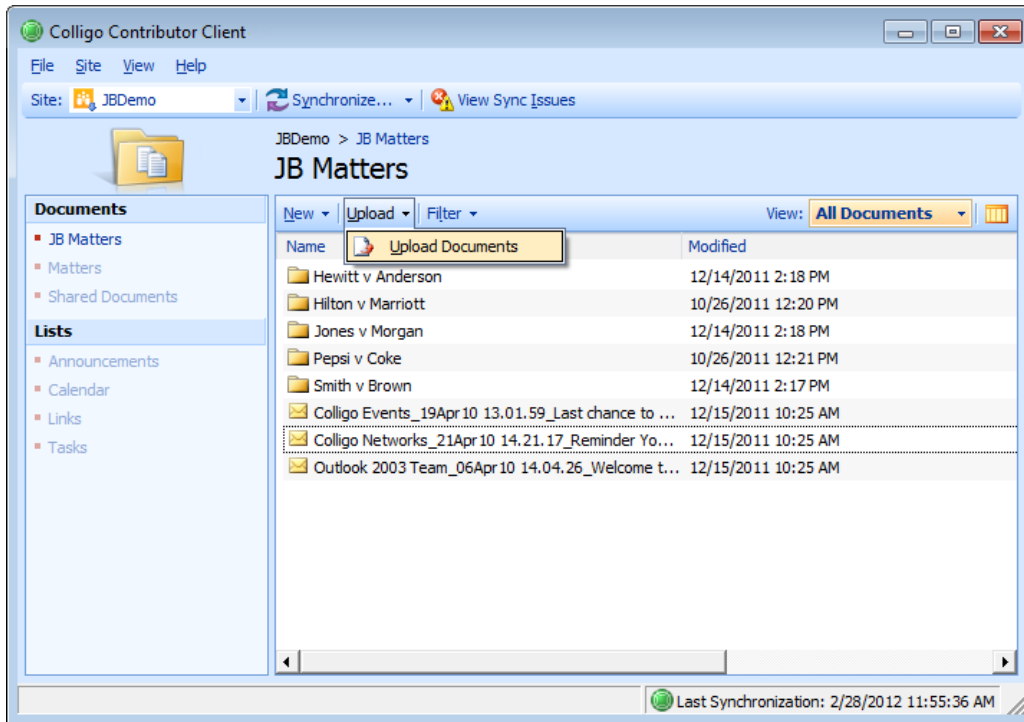 Colligo Contributor Client
File Site View Help
Site: JBDemo Synchronize... View Sync Issues
JBDemo > JB Matters
JB Matters
Documents
JB Matters
Matters
Shared Documents
Lists
Announcements
Calendar
Links
Tasks
New Upload Filter View: All Documents
Upload Documents
Name Modified
Hewitt v Anderson 12/14/2011 2:18 PM
Hilton v Marriott 10/26/2011 12:20 PM
Jones v Morgan 12/14/2011 2:18 PM
Pepsi v Coke 10/26/2011 12:21 PM
Smith v Brown 12/14/2011 2:17 PM
Colligo Events_19Apr10 13.01.59_Last chance to ... 12/15/2011 10:25 AM
Colligo Networks_21Apr10 14.21.17_Reminder Yo... 12/15/2011 10:25 AM
Outlook 2003 Team_06Apr10 14.04.26_Welcome t... 12/15/2011 10:25 AM
Last Synchronization: 2/28/2012 11:55:36 AM